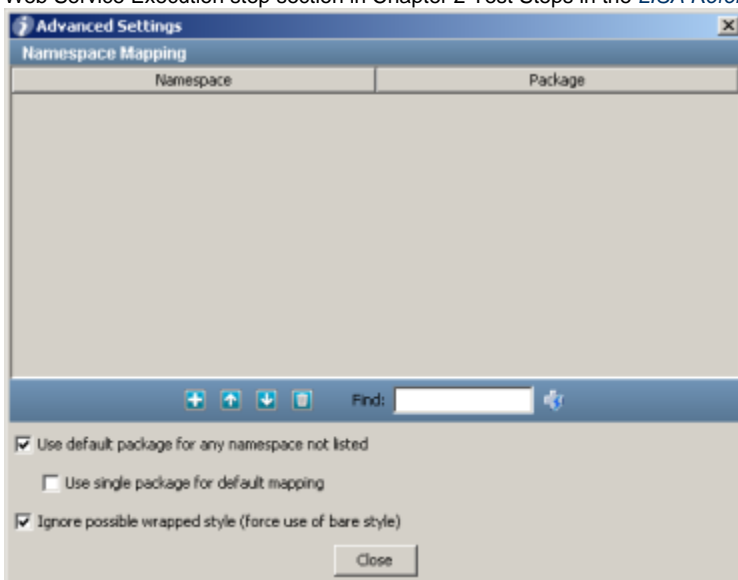 Web Service Execution step section in Chapter 2 Test Steps in the LISA Refer
Advanced Settings
Namespace Mapping
Namespace Package
Find:
Use default package for any namespace not listed
Use single package for default mapping
Ignore possible wrapped style (force use of bare style)
Close